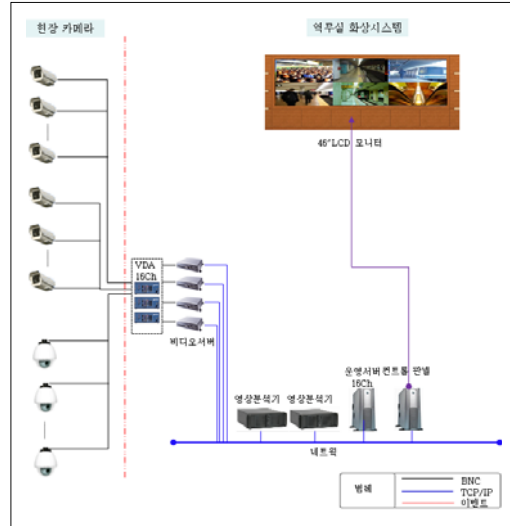 현장 카메라
역무실 화상시스템
46"LCD 모니터
VDA
16Ch
비디오서버
운영서버
16Ch
컨트롤 판넬
영상분석기
영상분석기
네트웍
범례
BNC
TCP/IP
이벤트